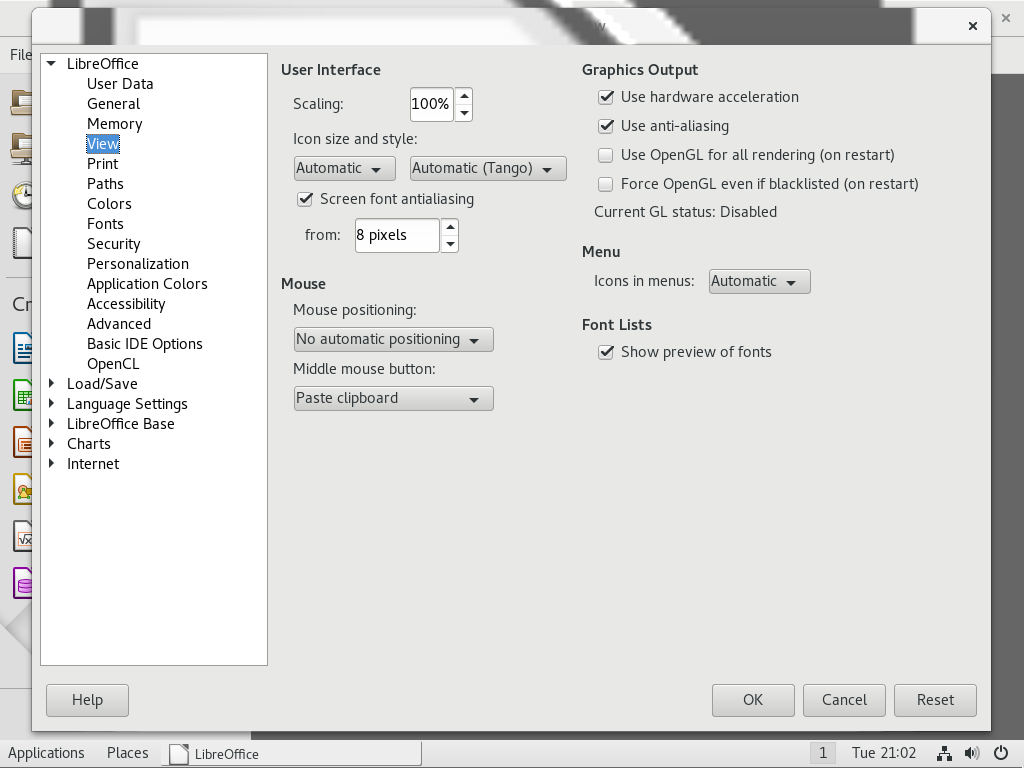 File
LibreOffice
User Data
General
Memory
View
Print
Paths
Colors
Fonts
Security
Personalization
Application Colors
Accessibility
Advanced
Basic IDE Options
OpenCL
Load/Save
Language Settings
LibreOffice Base
Charts
Internet
User Interface
Scaling: 100%
Icon size and style:
Automatic Automatic (Tango)
Screen font antialiasing
from: 8 pixels
Mouse
Mouse positioning:
No automatic positioning
Middle mouse button:
Paste clipboard
Graphics Output
Use hardware acceleration
Use anti-aliasing
Use OpenGL for all rendering (on restart)
Force OpenGL even if blacklisted (on restart)
Current GL status: Disabled
Menu
Icons in menus: Automatic
Font Lists
Show preview of fonts
Help OK Cancel Reset
Applications Places LibreOffice 1 Tue 21:02